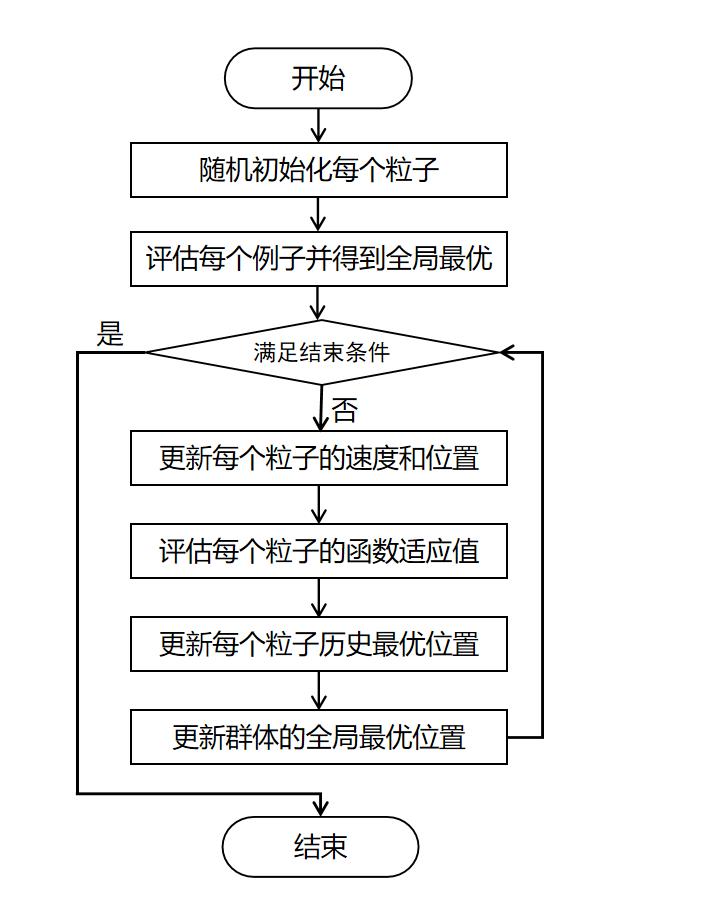 开始
随机初始化每个粒子
评估每个例子并得到全局最优
是
满足结束条件
否
更新每个粒子的速度和位置
评估每个粒子的函数适应值
更新每个粒子历史最优位置
更新群体的全局最优位置
结束